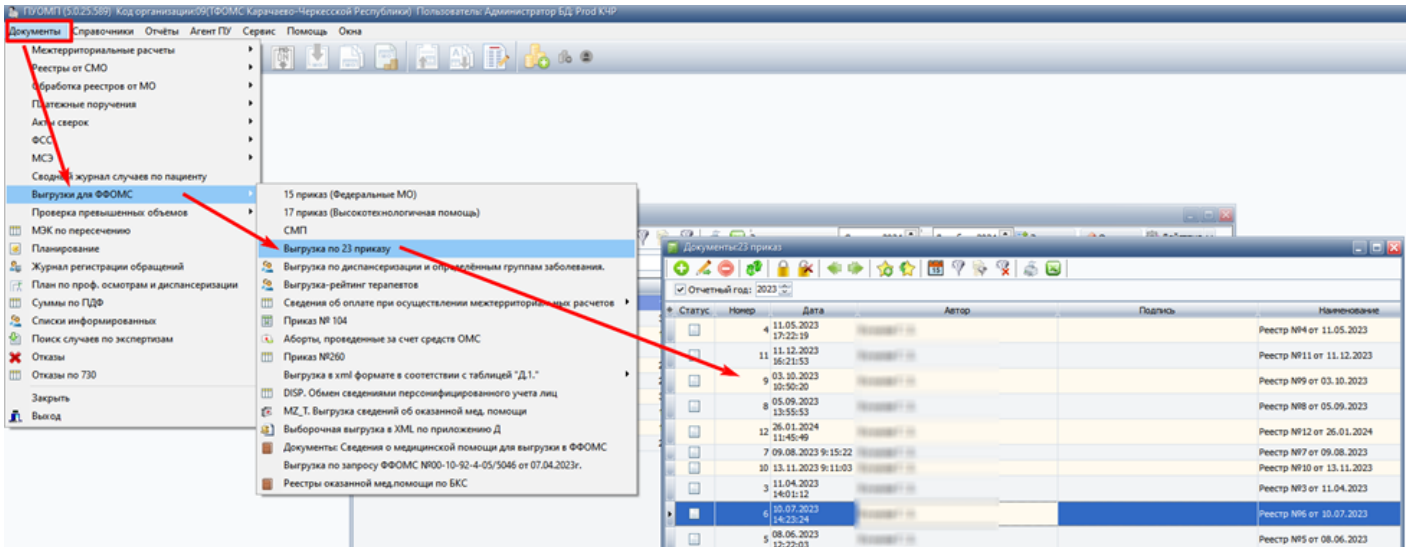 ПУОМП (5.0.25.589) Код организации:09(ТФОМС Карачаево-Черкесской Республики) Пользователь: Администратор БД: Prod КЧР
Документы Справочники Отчёты Агент ПУ Сервис Помощь Окна
Межтерриториальные расчеты
Реестры от СМО
Обработка реестров от МО
Платежные поручения
Акты сверок
ФСС
МСЭ
Сводный журнал случаев по пациенту
Выгрузки для ФФОМС
Проверка превышенных объемов
МЭК по пересечению
Планирование
Журнал регистрации обращений
План по проф. осмотрам и диспансеризации
Суммы по ПДФ
Списки информированных
Поиск случаев по экспертизам
Отказы
Отказы по 730
Закрыть
Выход
15 приказ (Федеральные МО)
17 приказ (Высокотехнологичная помощь)
СМП
Выгрузка по 23 приказу
Выгрузка по диспансеризации и определённым группам заболевания.
Выгрузка-рейтинг терапевтов
Сведения об оплате при осуществлении межтерриториальных расчетов
Приказ № 104
Аборты, проведенные за счет средств ОМС
Приказ №260
Выгрузка в xml формате в соотетствии с таблицей "Д.1."
DISP. Обмен сведениями персонифицированного учета лиц
MZ_T. Выгрузка сведений об оказанной мед. помощи
Выборочная выгрузка в XML по приложению Д
Документы: Сведения о медицинской помощи для выгрузки в ФФОМС
Выгрузка по запросу ФФОМС №00-10-92-4-05/5046 от 07.04.2023г.
Реестры оказанной мед.помощи по БКС
Документы:23 приказ
Отчетный год: 2023
Статус Номер Дата Автор Подпись Наименование
4 11.05.2023 17:22:19 Реестр №4 от 11.05.2023
11 11.12.2023 16:21:53 Реестр №11 от 11.12.2023
9 03.10.2023 10:50:20 Реестр №9 от 03.10.2023
8 05.09.2023 13:55:53 Реестр №8 от 05.09.2023
12 26.01.2024 11:45:49 Реестр №12 от 26.01.2024
7 09.08.2023 9:15:22 Реестр №7 от 09.08.2023
10 13.11.2023 9:11:03 Реестр №10 от 13.11.2023
3 11.04.2023 14:01:12 Реестр №3 от 11.04.2023
6 10.07.2023 14:23:24 Реестр №6 от 10.07.2023
5 08.06.2023 12:22:03 Реестр №5 от 08.06.2023